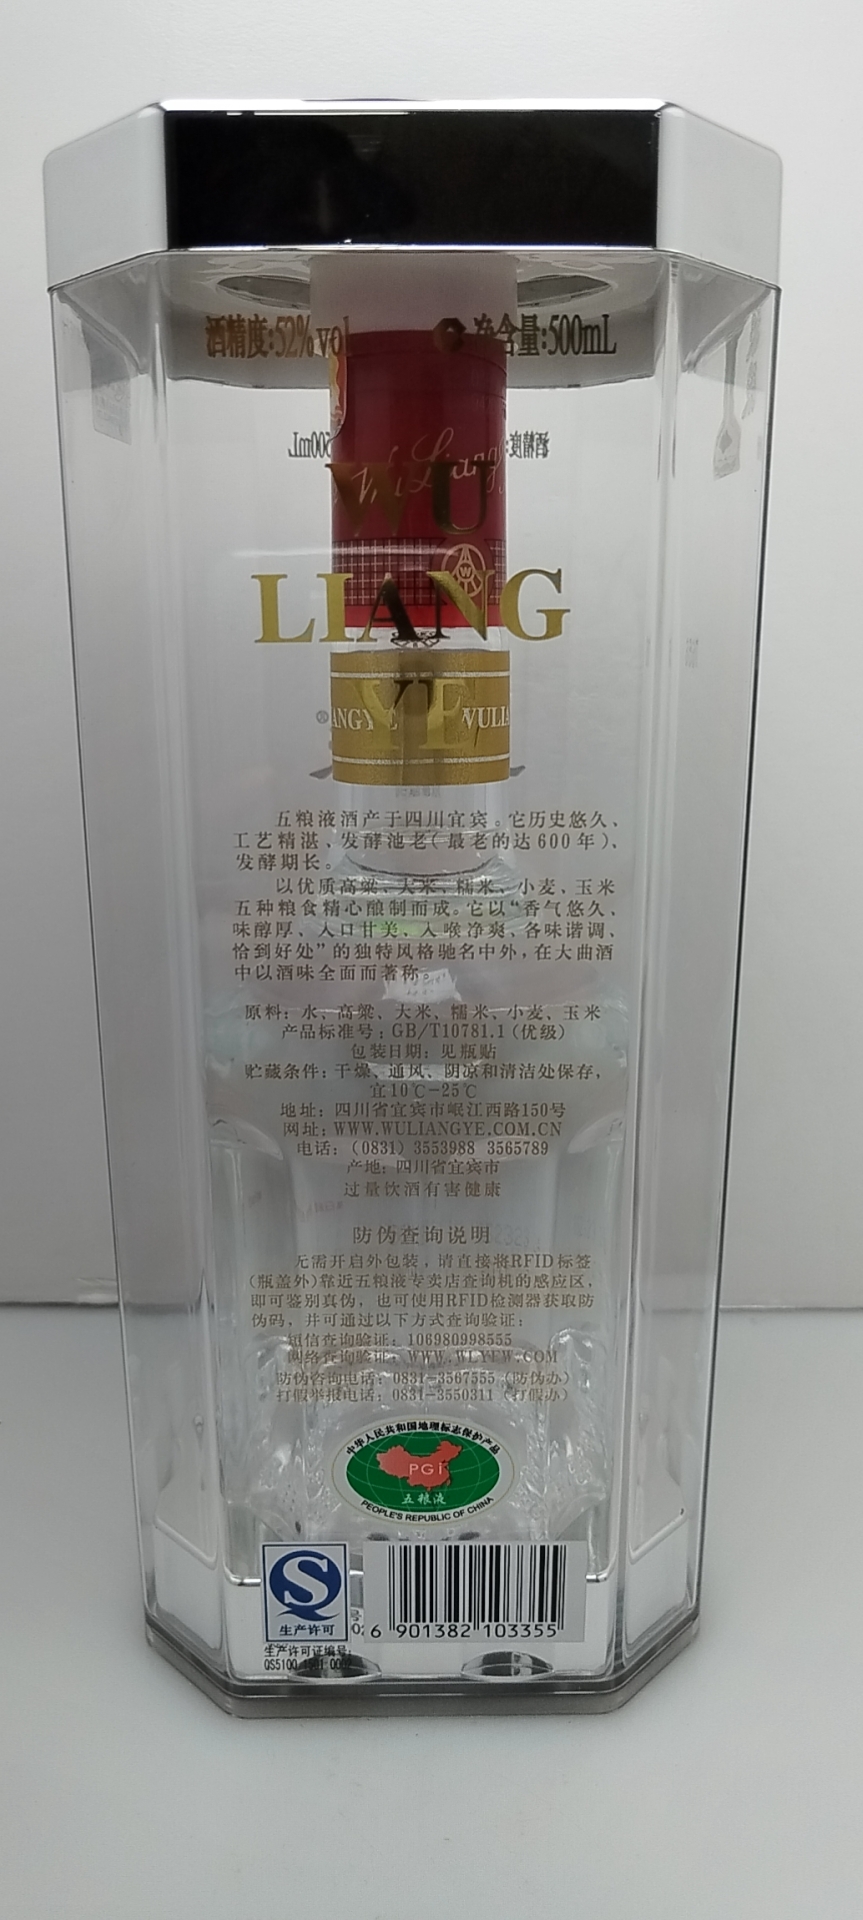 酒精度:52%vol 净含量:500mL
Wu Liang
WU
LIANG
YE
ANGYE WULIA
五粮液酒产于四川宜宾。它历史悠久、
工艺精湛、发酵池老(最老的达600年)、
发酵期长。
以优质高粱、大米、糯米、小麦、玉米
五种粮食精心酿制而成。它以“香气悠久、
味醇厚、入口甘美、入喉净爽、各味谐调、
恰到好处”的独特风格驰名中外,在大曲酒
中以酒味全面而著称。
原料: 水、高粱、大米、糯米、小麦、玉米
产品标准号: GB/T10781.1(优级)
包装日期: 见瓶贴
贮藏条件: 干燥、通风、阴凉和清洁处保存,
宜10℃-25℃
地址: 四川省宜宾市岷江西路150号
网址: WWW.WULIANGYE.COM.CN
电话: (0831) 3553988 3565789
产地: 四川省宜宾市
过量饮酒有害健康
防伪查询说明
无需开启外包装,请直接将RFID标签
(瓶盖外)靠近五粮液专卖店查询机的感应区,
即可鉴别真伪,也可使用RFID检测器获取防
伪码,并可通过以下方式查询验证:
短信查询验证: 106980998555
网络查询验证: WWW.WLYFW.COM
防伪咨询电话: 0831-3567555 (防伪办)
打假举报电话: 0831-3550311 (打假办)
中华人民共和国地理标志保护产品
PGI
五粮液
PEOPLE'S REPUBLIC OF CHINA
生产许可
6 901382 103355
生产许可证编号:
QS5100 1501 0002